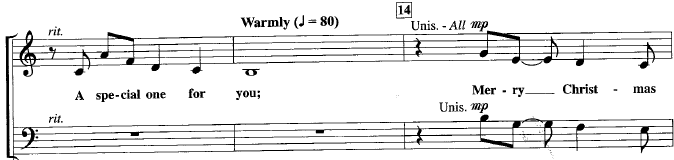 Warmly (♩ = 80)
14
rit.
Unis. - All mp
A spe-cial one for you; Mer-ry Christ-mas
rit.
Unis. mp